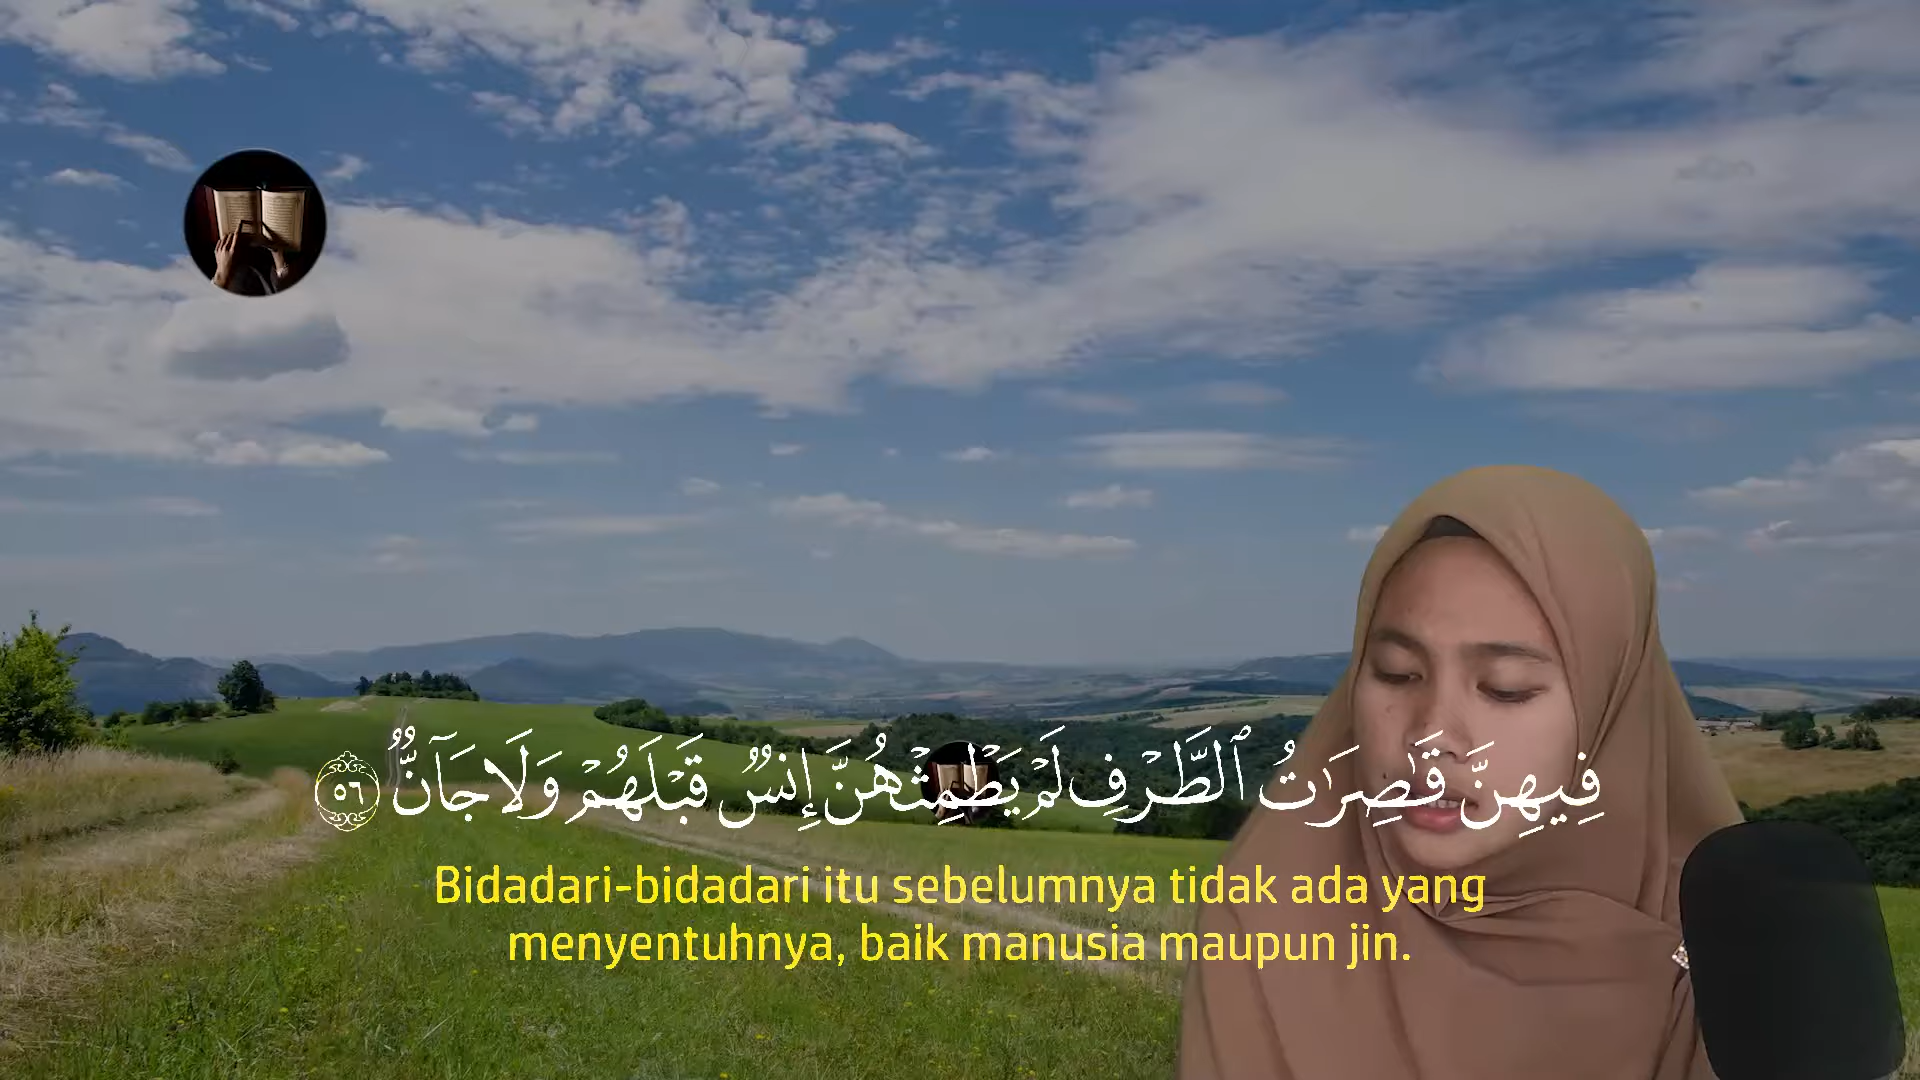 فِيهِنَّ قَٰصِرَٰتُ ٱلطَّرْفِ لَمْ يَطْمِثْهُنَّ إِنسٌ قَبْلَهُمْ وَلَا جَآنٌّ ٥٦
Bidadari-bidadari itu sebelumnya tidak ada yang
menyentuhnya, baik manusia maupun jin.